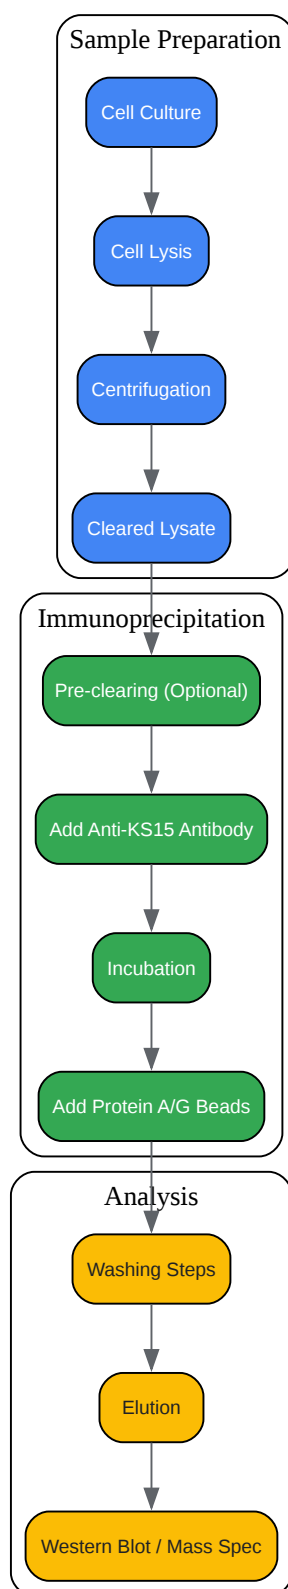 Sample Preparation
Cell Culture
Cell Lysis
Centrifugation
Cleared Lysate
Immunoprecipitation
Pre-clearing (Optional)
Add Anti-KS15 Antibody
Incubation
Add Protein A/G Beads
Analysis
Washing Steps
Elution
Western Blot / Mass Spec